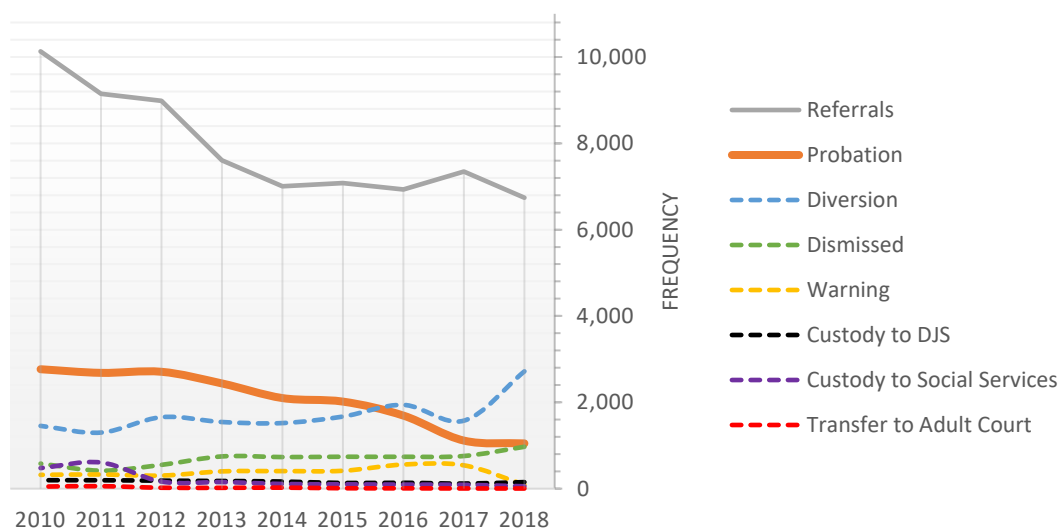 10,000
8,000
6,000
4,000
2,000
0
FREQUENCY
2010 2011 2012 2013 2014 2015 2016 2017 2018
Referrals
Probation
Diversion
Dismissed
Warning
Custody to DJS
Custody to Social Services
Transfer to Adult Court